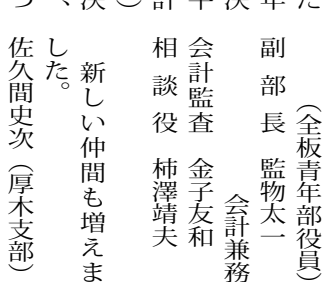 （全板青年部役員）
副部長　監物太一
会計兼務
会計監査　金子友和
相談役　柿澤靖夫
新しい仲間も増えま
した。
佐久間史次（厚木支部）